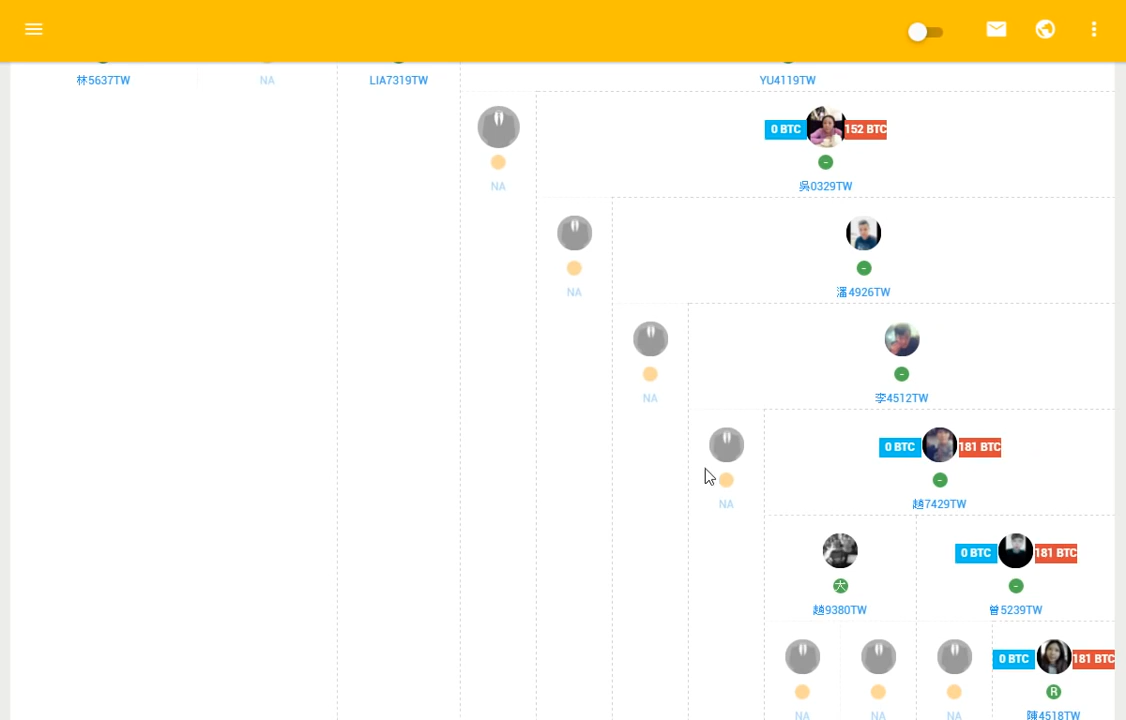 林5637TW
NA
LIA7319TW
YU4119TW
0 BTC
152 BTC
-
NA
吳0329TW
-
NA
潘4926TW
-
NA
李4512TW
0 BTC
181 BTC
-
NA
趙7429TW
0 BTC
181 BTC
大
-
趙9380TW
曾5239TW
0 BTC
181 BTC
R
NA
NA
NA
陳4518TW